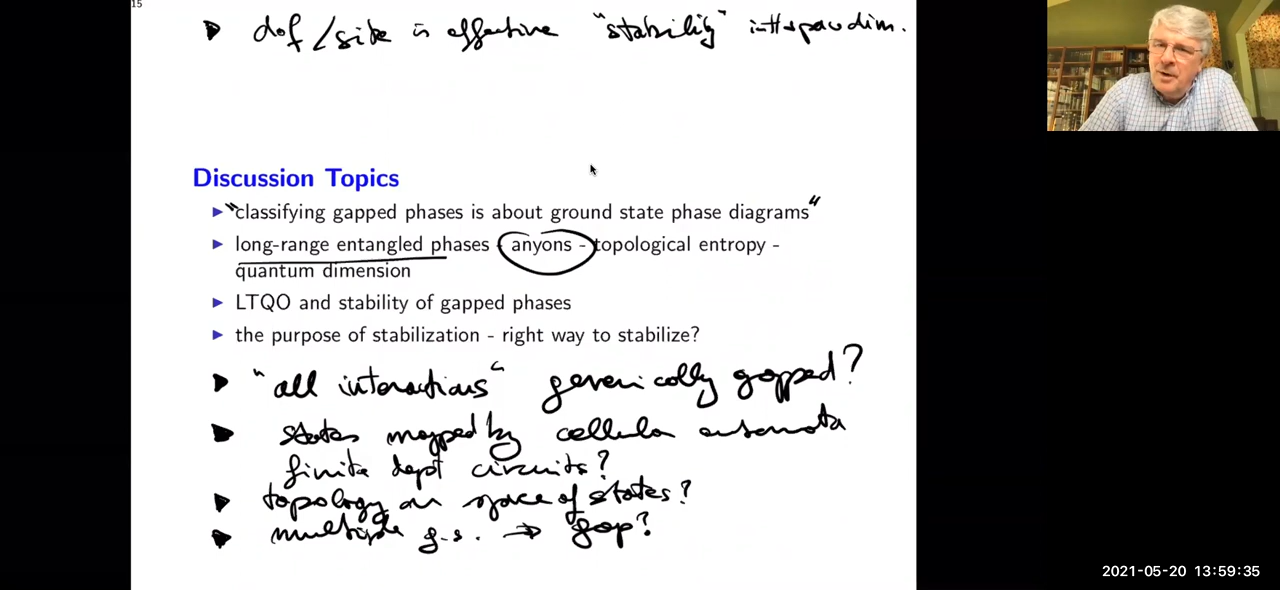 15
▶ dof/site is effective "stability" in the par dim.
Discussion Topics
▶ "classifying gapped phases is about ground state phase diagrams"
▶ long-range entangled phases - anyons - topological entropy -
quantum dimension
▶ LTQO and stability of gapped phases
▶ the purpose of stabilization - right way to stabilize?
▶ "all interactions" generically gapped?
▶ states mapped by cellular automata
finite dept circuits?
▶ topology on space of states?
▶ multiple g.s. → gap?
2021-05-20 13:59:35